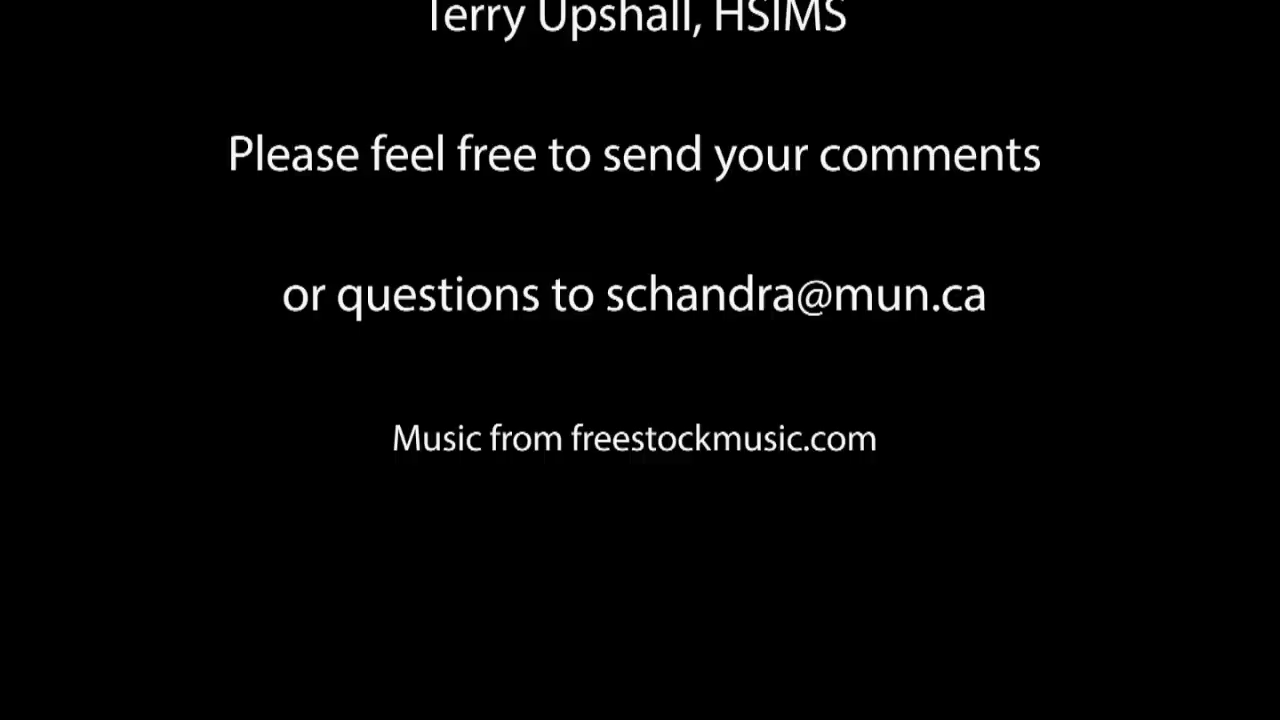 Terry Upshall, HSIMS
Please feel free to send your comments
or questions to schandra@mun.ca
Music from freestockmusic.com